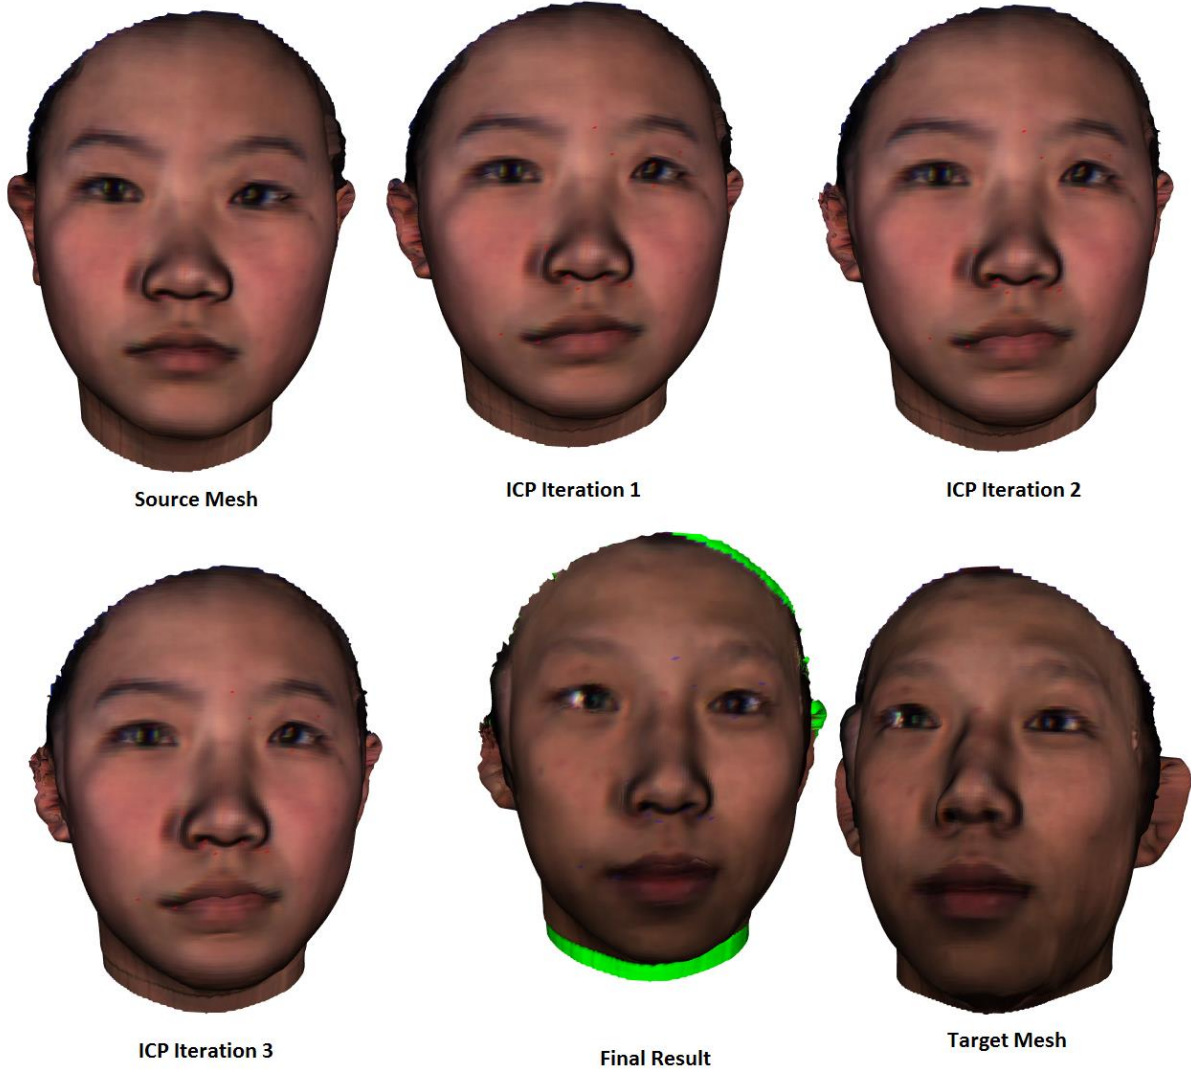 Source Mesh
ICP Iteration 1
ICP Iteration 2
ICP Iteration 3
Final Result
Target Mesh